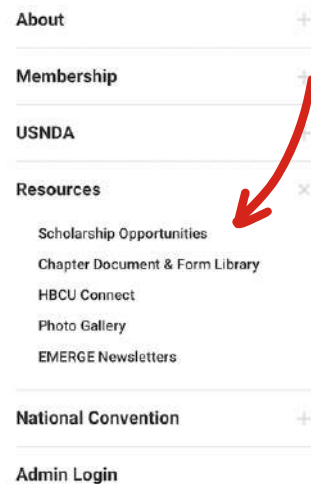 About
Membership
USNDA
Resources
Scholarship Opportunities
Chapter Document & Form Library
HBCU Connect
Photo Gallery
EMERGE Newsletters
National Convention
Admin Login